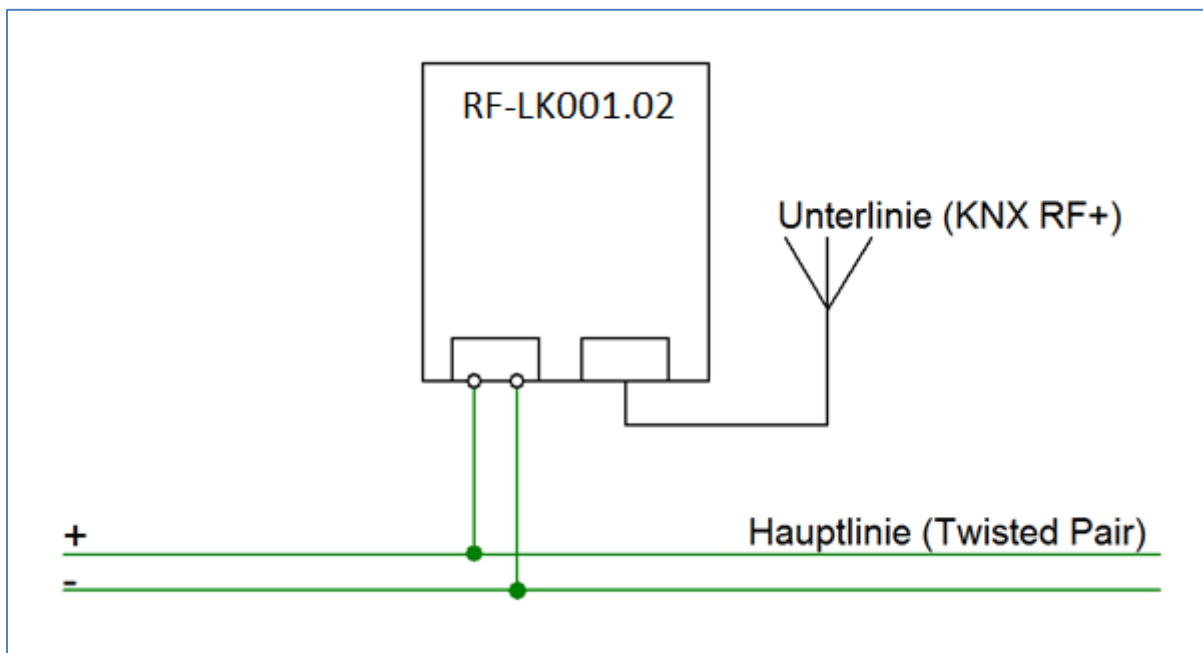 RF-LK001.02
Unterlinie (KNX RF+)
+
Hauptlinie (Twisted Pair)
-